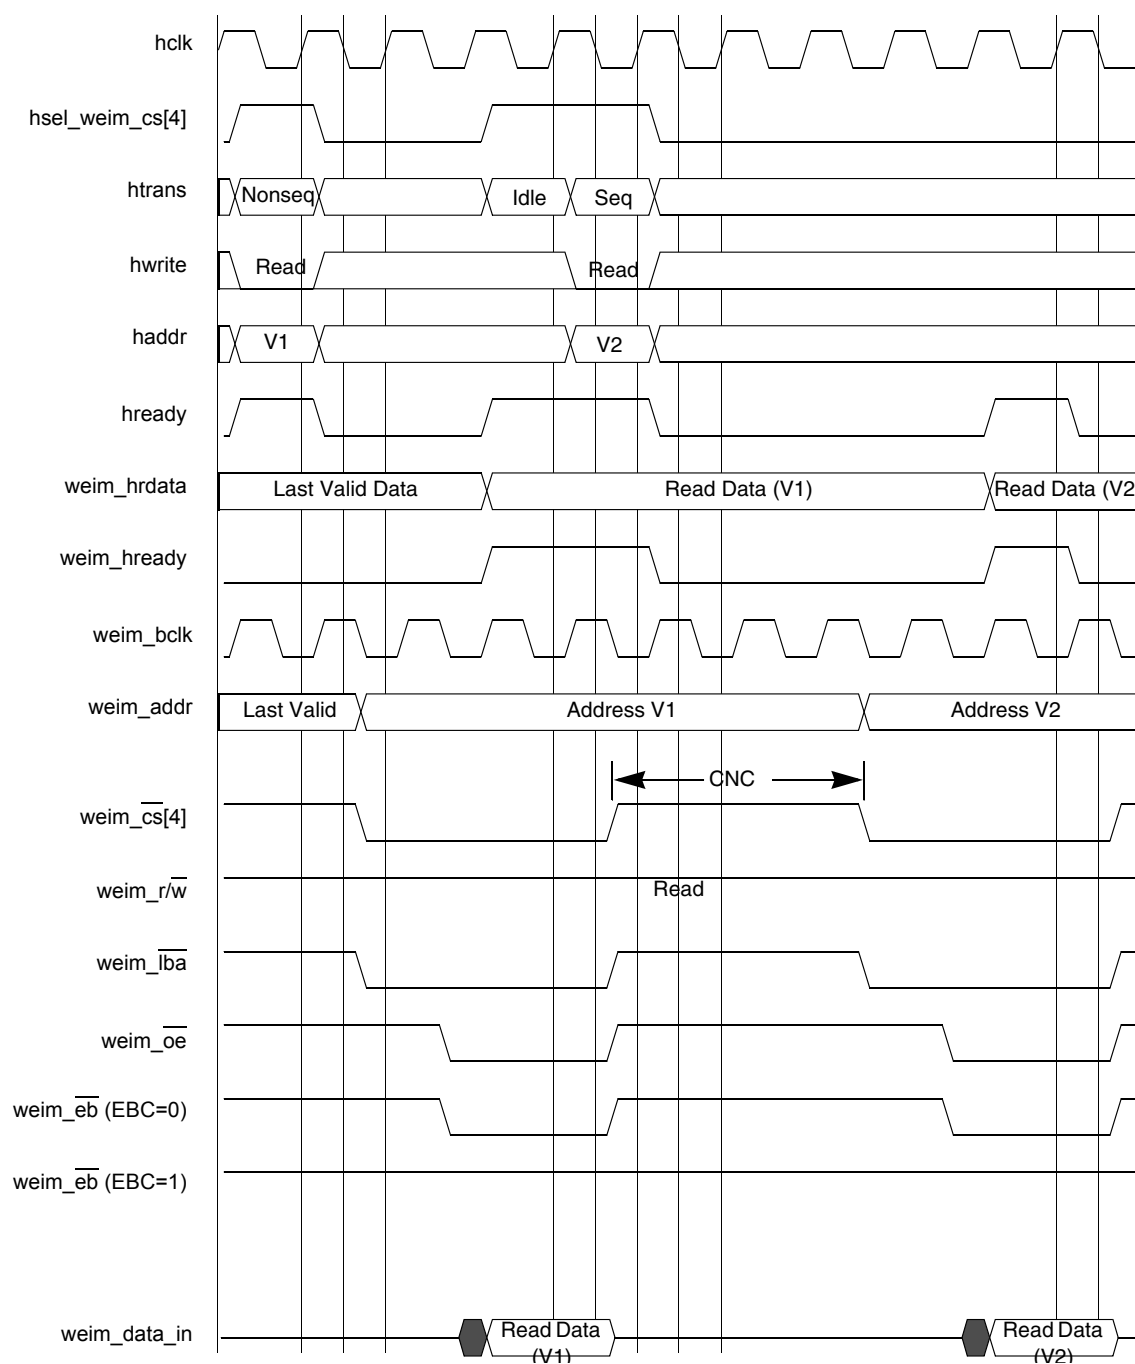 hclk
hsel_weim_cs[4]
htrans Nonseq Idle Seq
hwrite Read Read
haddr V1 V2
hready
weim_hrdata Last Valid Data Read Data (V1) Read Data (V2
weim_hready
weim_bclk
weim_addr Last Valid Address V1 Address V2
CNC
weim_cs[4]
weim_r/w Read
weim_lba
weim_oe
weim_eb (EBC=0)
weim_eb (EBC=1)
weim_data_in Read Data Read Data
(V1) (V2)